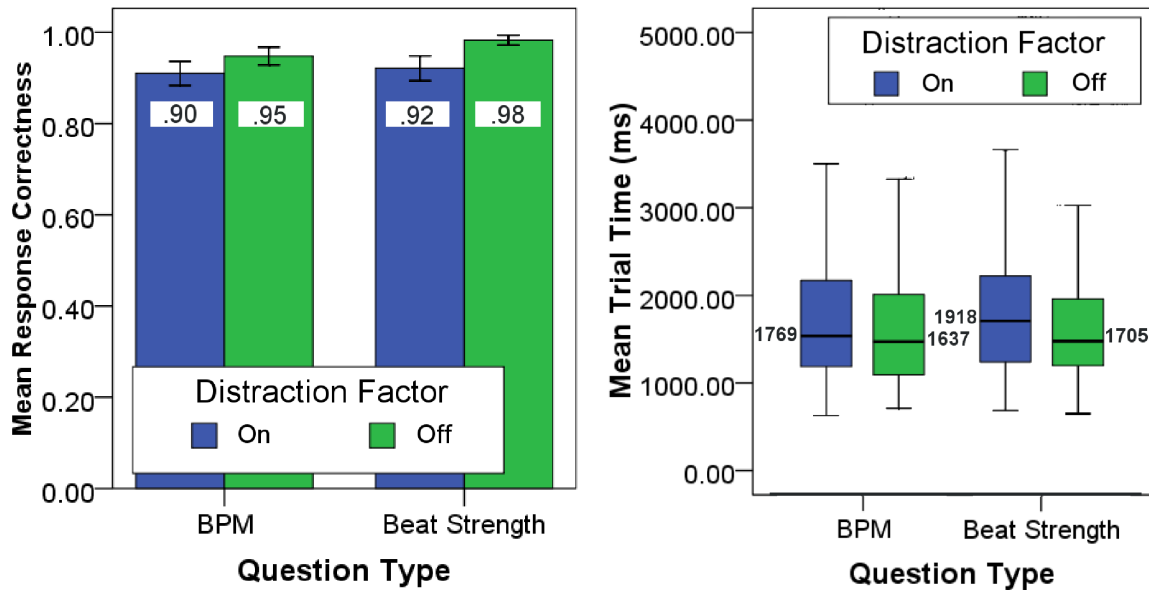 Mean Response Correctness
1.00
0.80
0.60
0.40
0.20
0.00
.90
.95
.92
.98
Distraction Factor
On
Off
BPM
Beat Strength
Question Type
Mean Trial Time (ms)
5000.00
4000.00
3000.00
2000.00
1000.00
0.00
Distraction Factor
On
Off
1769
1637
1918
1705
BPM
Beat Strength
Question Type